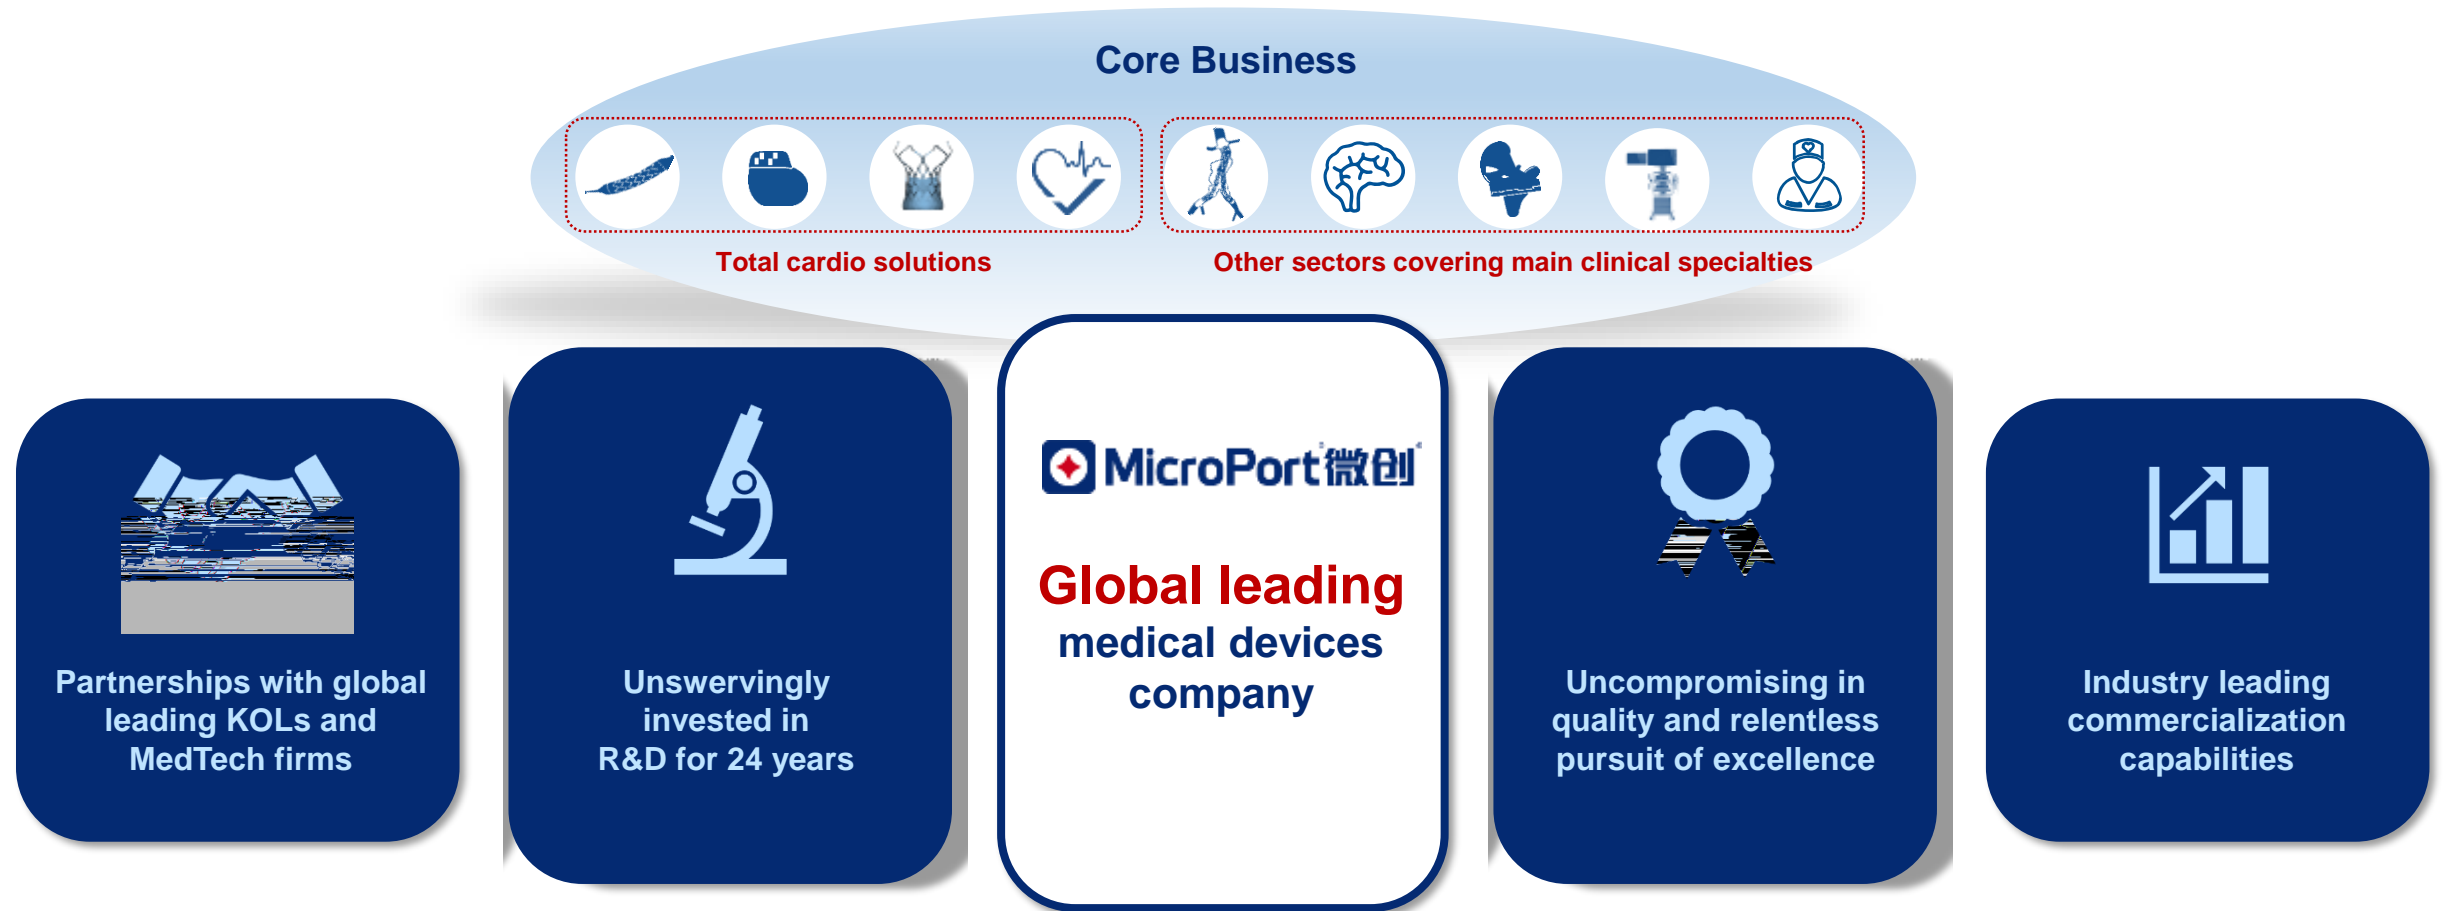 Core Business
Total cardio solutions
Other sectors covering main clinical specialties
Partnerships with global
leading KOLs and
MedTech firms
Unswervingly
invested in
R&D for 24 years
MicroPort微创
Global leading
medical devices
company
Uncompromising in
quality and relentless
pursuit of excellence
Industry leading
commercialization
capabilities